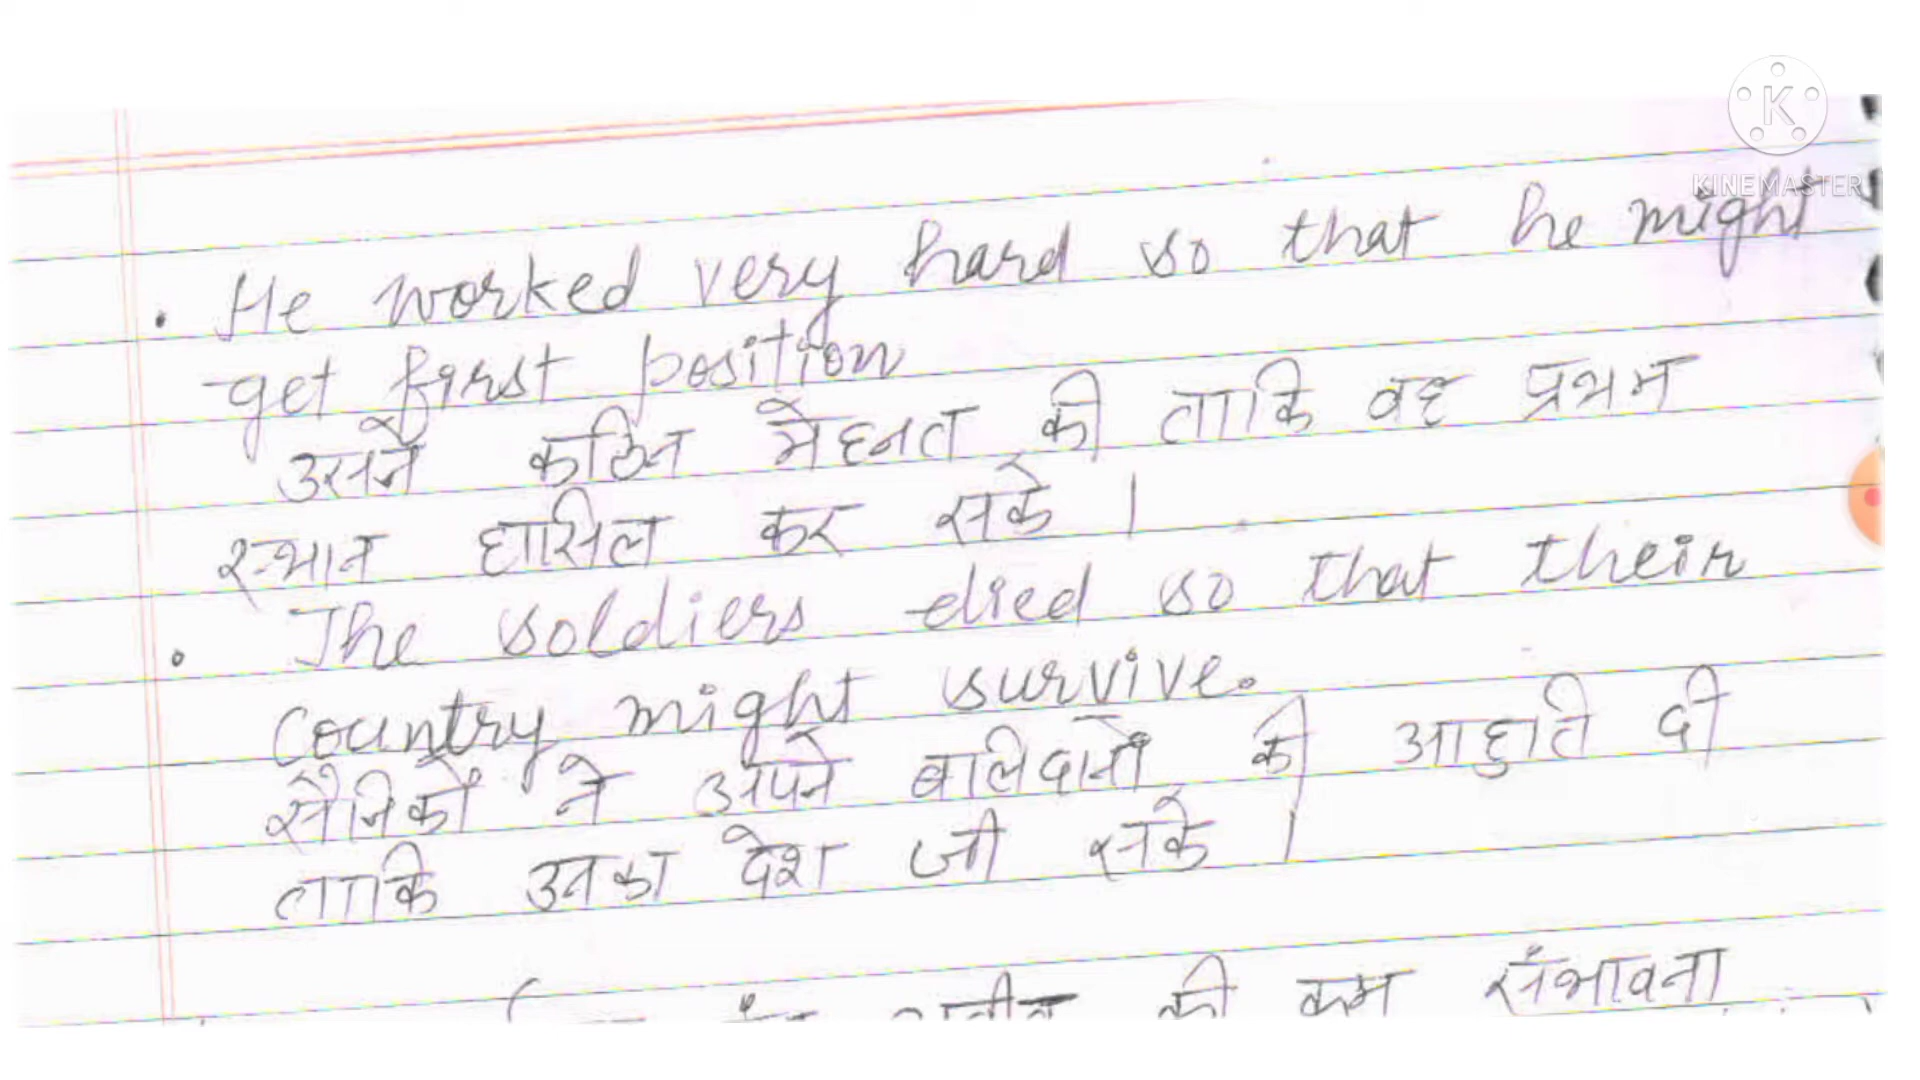 KINEMASTER
. He worked very hard so that he might
get first position
उसने कठिन मेहनत की ताकि वह प्रथम
स्थान हासिल कर सके ।
. The soldiers died so that their
country might survive.
सैनिकों ने अपने बलिदानों की आहुति दी
ताकि उनका देश जी सके ।
की कम संभावना